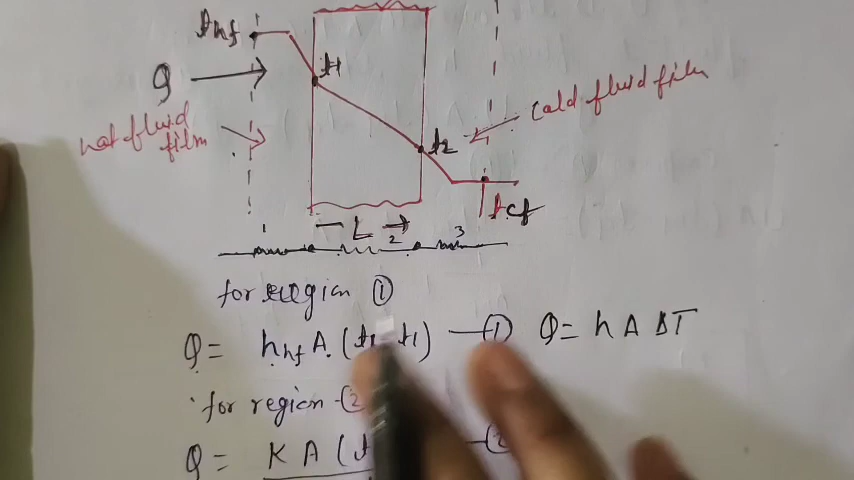 thf
t1
Q
hot fluid
film
cold fluid film
t2
tcf
L
1 2 3
for region ①
Q = hhf A (t t1) — ① Q = h A ΔT
for region - ②
Q = K A (t